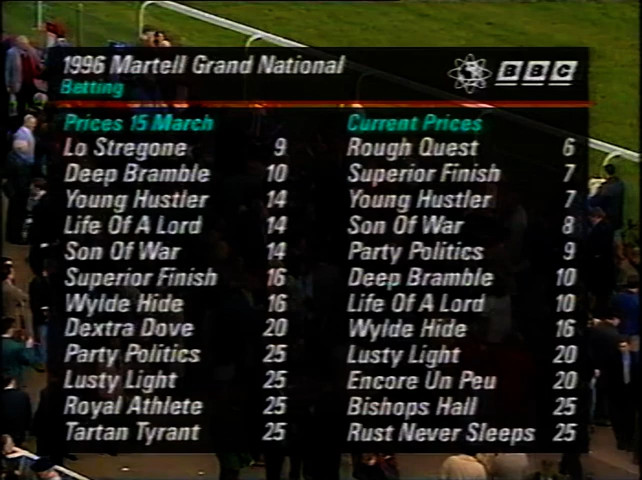 1996 Martell Grand National
BBC
Betting
Prices 15 March
Lo Stregone 9
Deep Bramble 10
Young Hustler 14
Life Of A Lord 14
Son Of War 14
Superior Finish 16
Wylde Hide 16
Dextra Dove 20
Party Politics 25
Lusty Light 25
Royal Athlete 25
Tartan Tyrant 25
Current Prices
Rough Quest 6
Superior Finish 7
Young Hustler 7
Son Of War 8
Party Politics 9
Deep Bramble 10
Life Of A Lord 10
Wylde Hide 16
Lusty Light 20
Encore Un Peu 20
Bishops Hall 25
Rust Never Sleeps 25